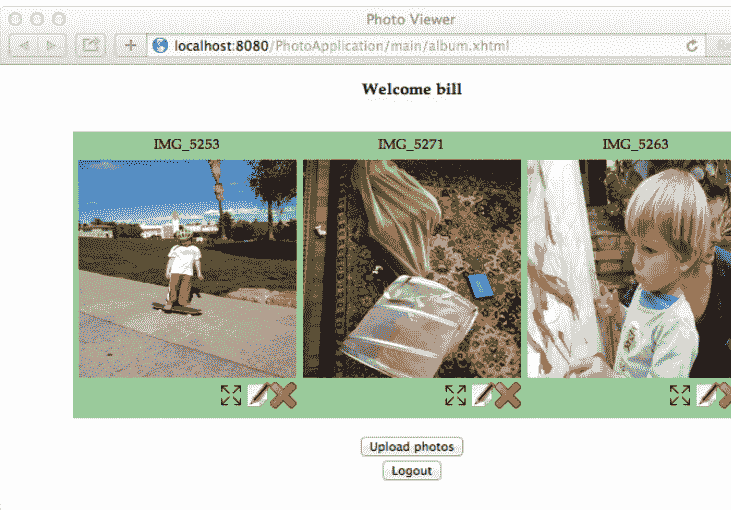 Photo Viewer
localhost:8080/PhotoApplication/main/album.xhtml
Welcome bill
IMG_5253 IMG_5271 IMG_5263
Upload photos
Logout